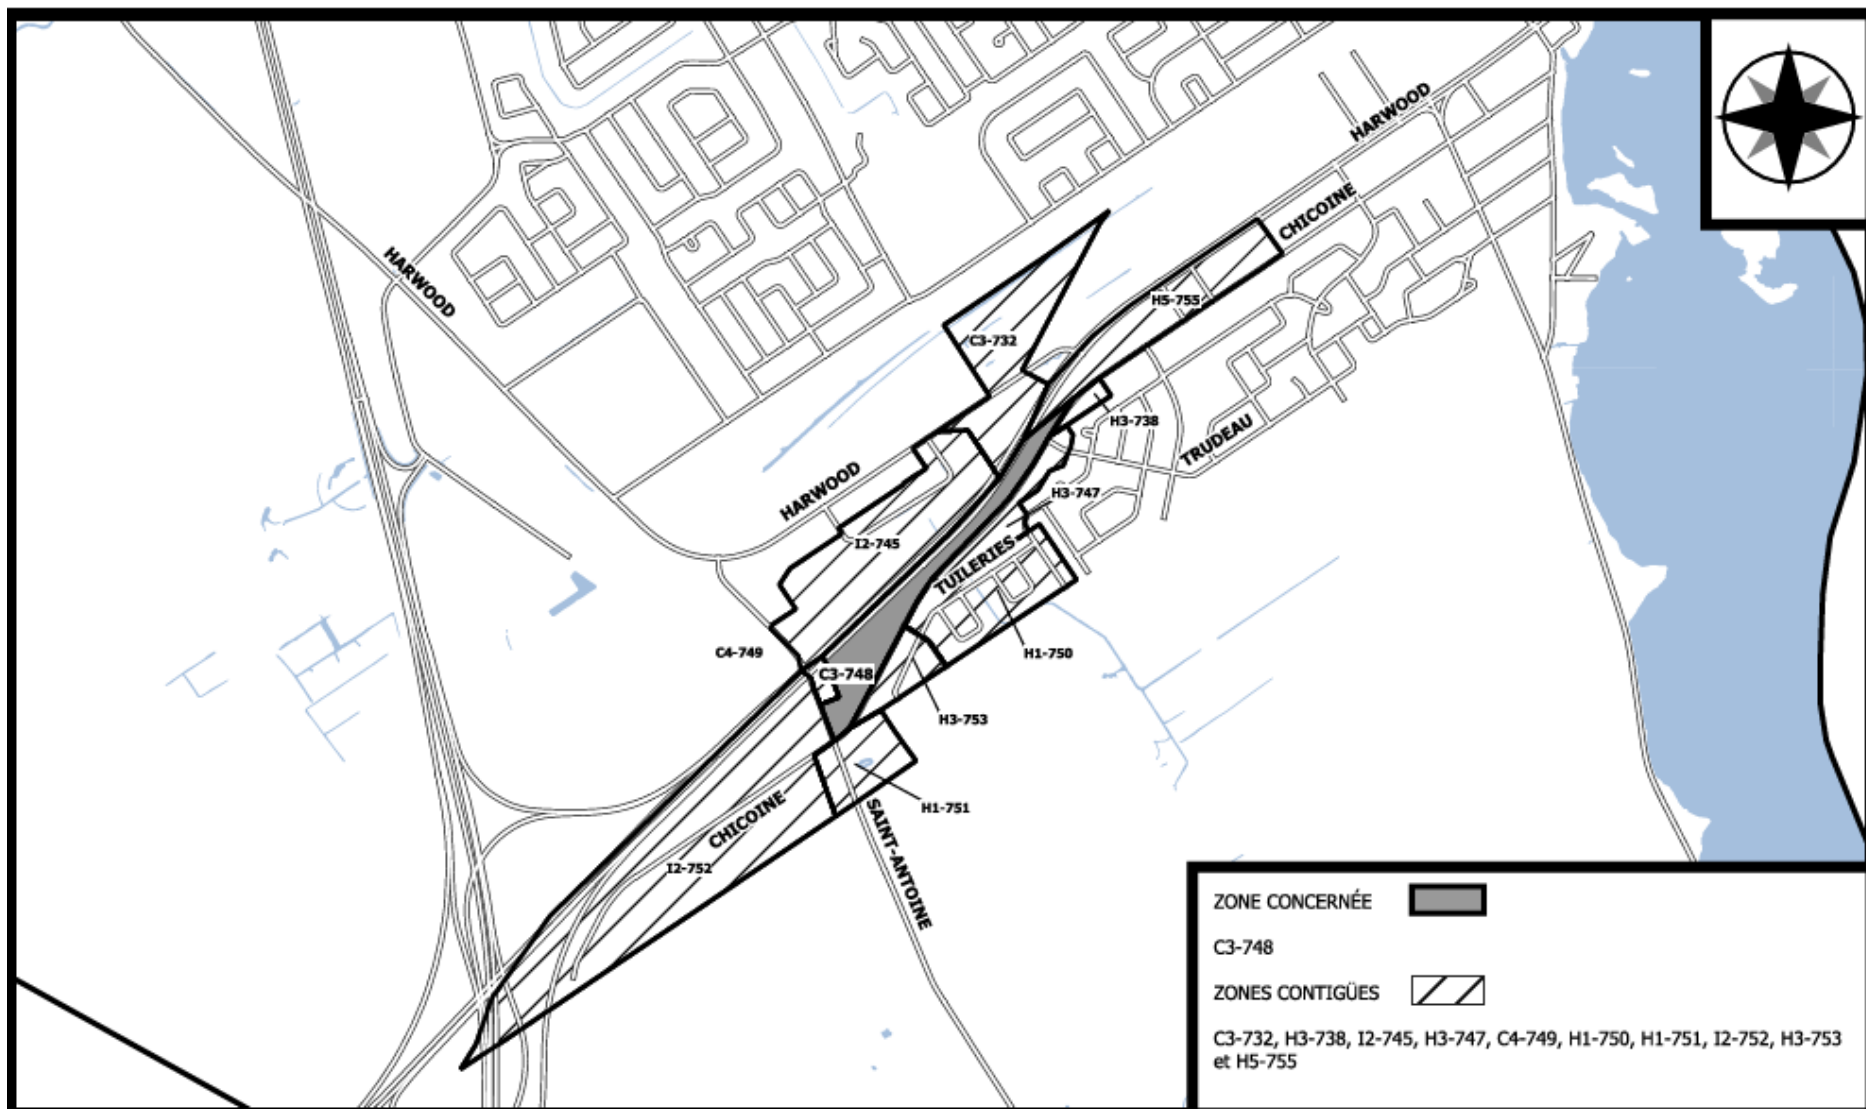 HARWOOD
CHICOINE
HARWOOD
H5-755
C3-732
H3-738
TRUDEAU
HARWOOD
H3-747
I2-745
TUILERIES
C4-749
H1-750
C3-748
H3-753
H1-751
CHICOINE
SAINT-ANTOINE
I2-752
ZONE CONCERNÉE
C3-748
ZONES CONTIGÜES
C3-732, H3-738, I2-745, H3-747, C4-749, H1-750, H1-751, I2-752, H3-753
et H5-755